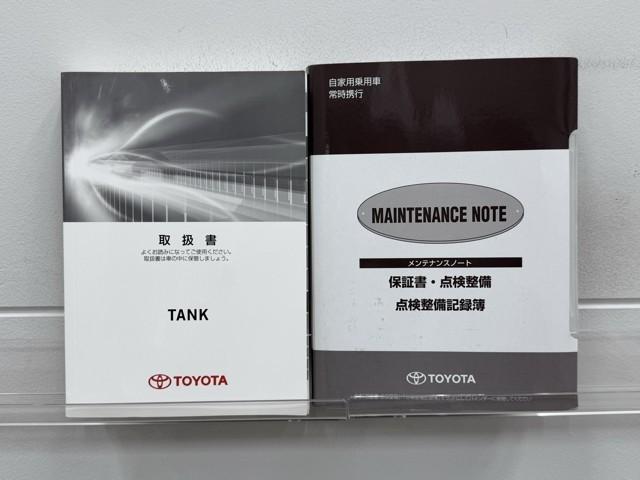 取扱書
よくお読みになってご使用ください。
取扱書は車の中に保管しましょう。
TANK
TOYOTA
自家用乗用車
常時携行
MAINTENANCE NOTE
メンテナンスノート
保証書・点検整備
点検整備記録簿
TOYOTA